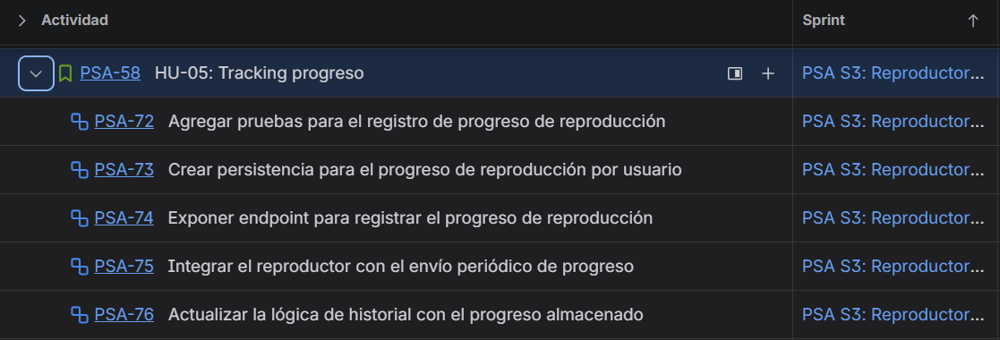 Actividad Sprint
PSA-58 HU-05: Tracking progreso PSA S3: Reproductor...
PSA-72 Agregar pruebas para el registro de progreso de reproducción PSA S3: Reproductor...
PSA-73 Crear persistencia para el progreso de reproducción por usuario PSA S3: Reproductor...
PSA-74 Exponer endpoint para registrar el progreso de reproducción PSA S3: Reproductor...
PSA-75 Integrar el reproductor con el envío periódico de progreso PSA S3: Reproductor...
PSA-76 Actualizar la lógica de historial con el progreso almacenado PSA S3: Reproductor...